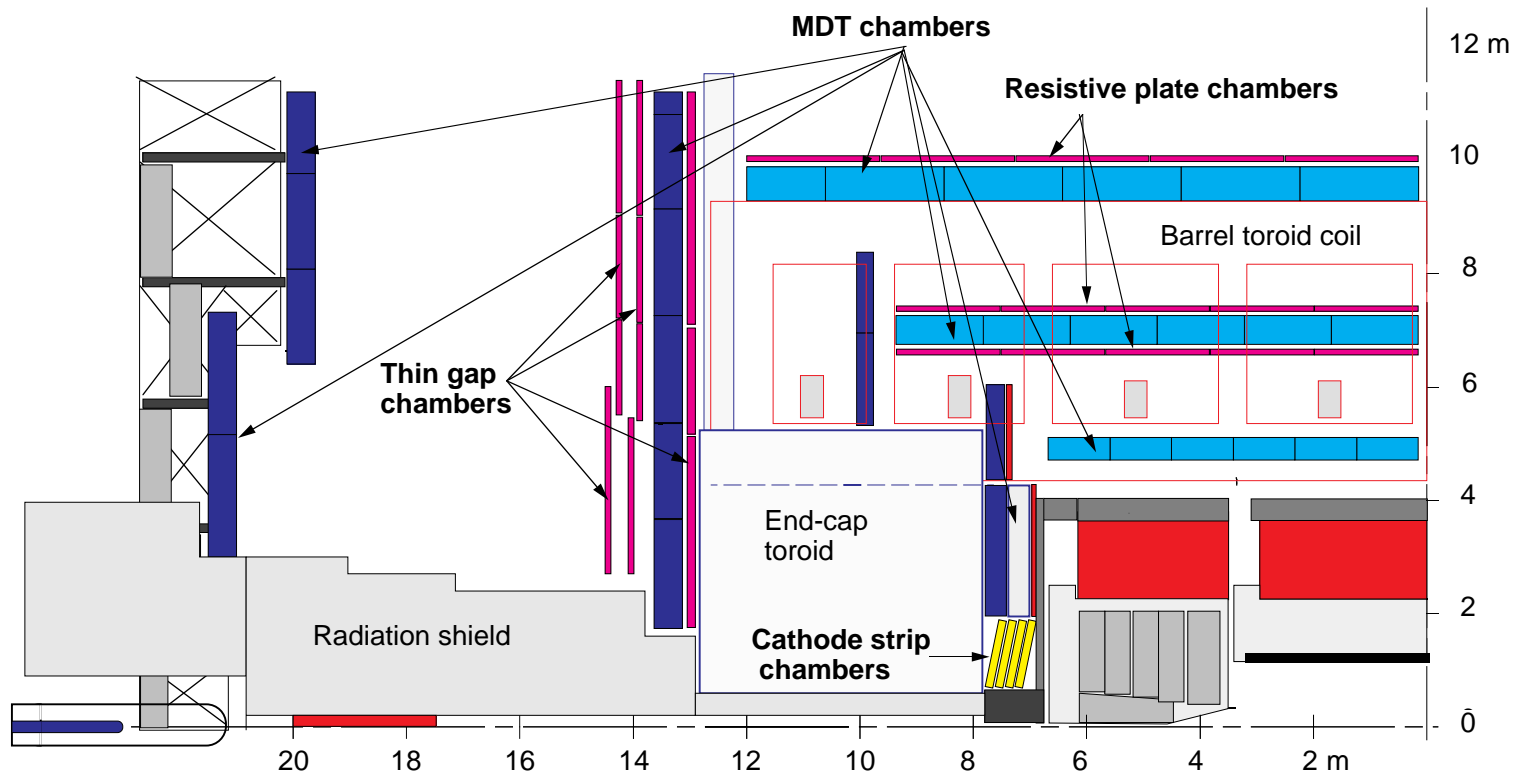 MDT chambers
12 m
Resistive plate chambers
10
Barrel toroid coil
8
Thin gap
chambers
6
4
End-cap
toroid
2
Radiation shield
Cathode strip
chambers
0
20
18
16
14
12
10
8
6
4
2 m